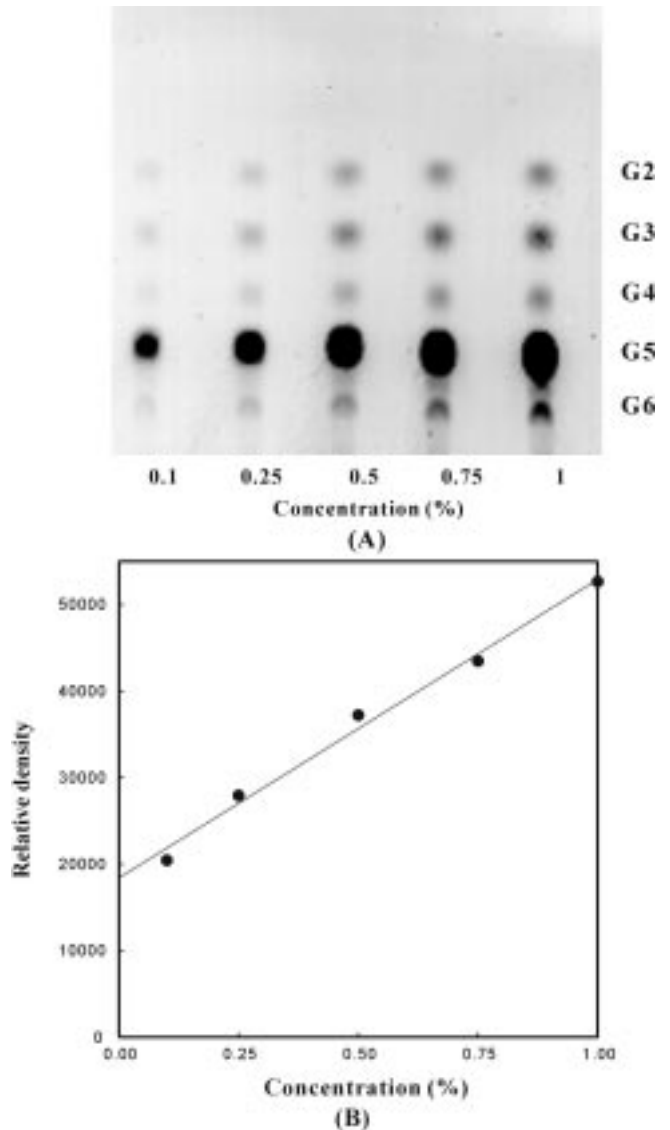 G2
G3
G4
G5
G6
0.1 0.25 0.5 0.75 1
Concentration (%)
(A)
50000
40000
30000
20000
10000
0
Relative density
0.00 0.25 0.50 0.75 1.00
Concentration (%)
(B)